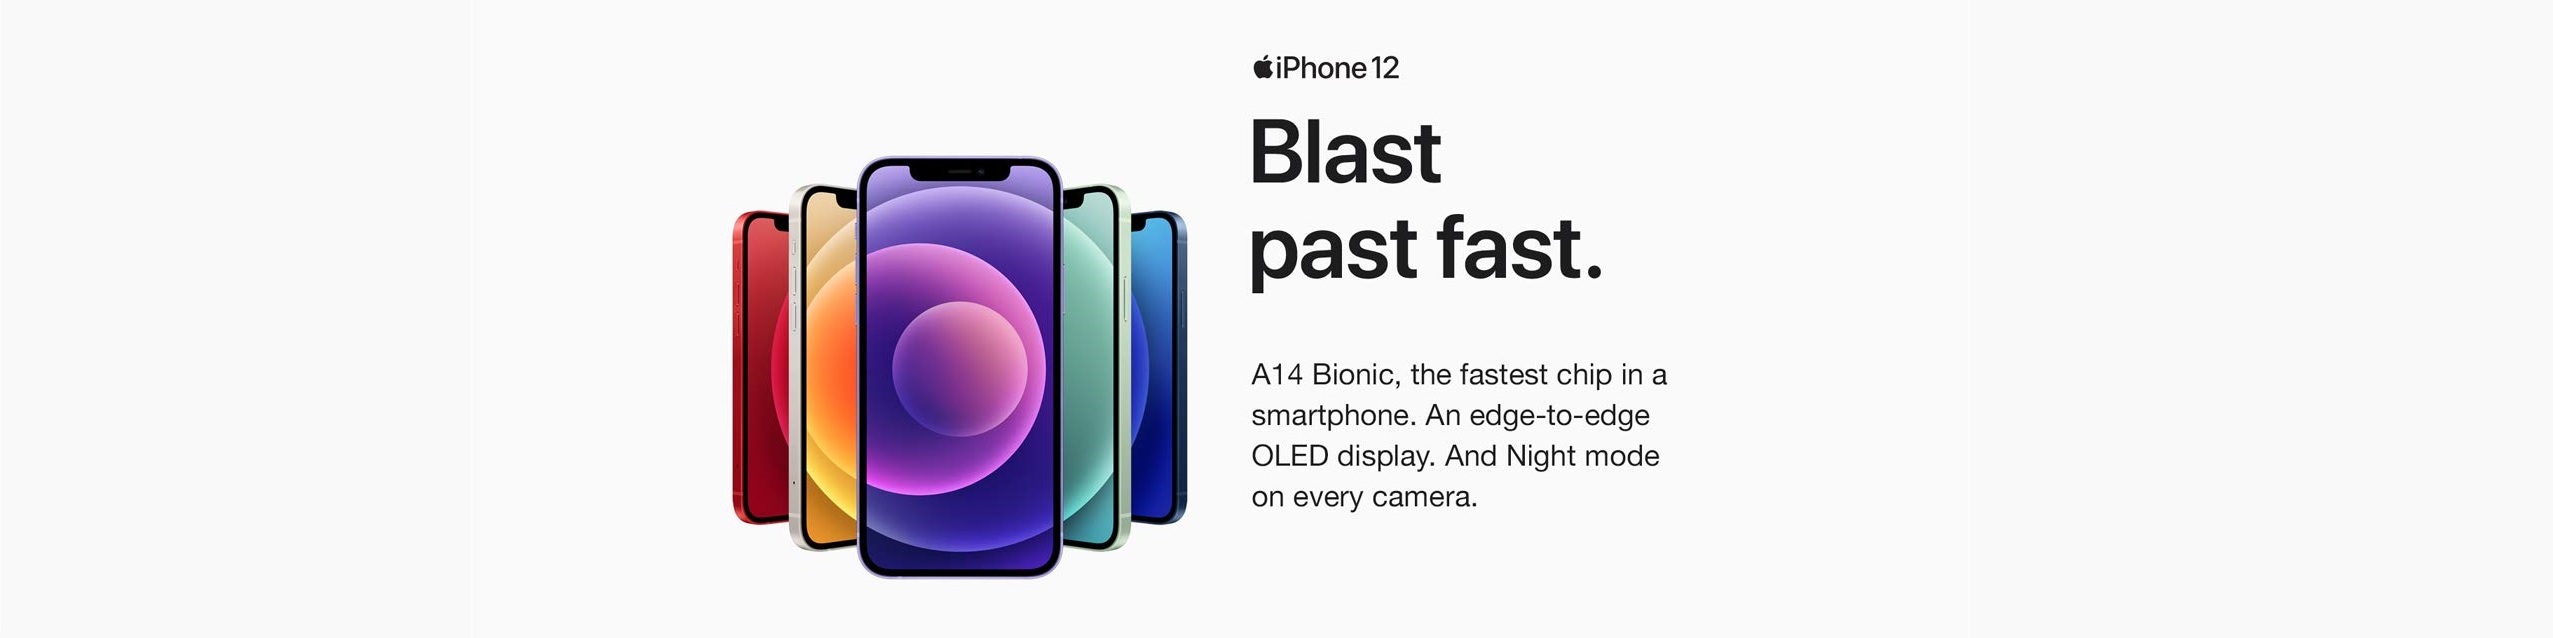 iPhone 12
Blast
past fast.
A14 Bionic, the fastest chip in a
smartphone. An edge-to-edge
OLED display. And Night mode
on every camera.